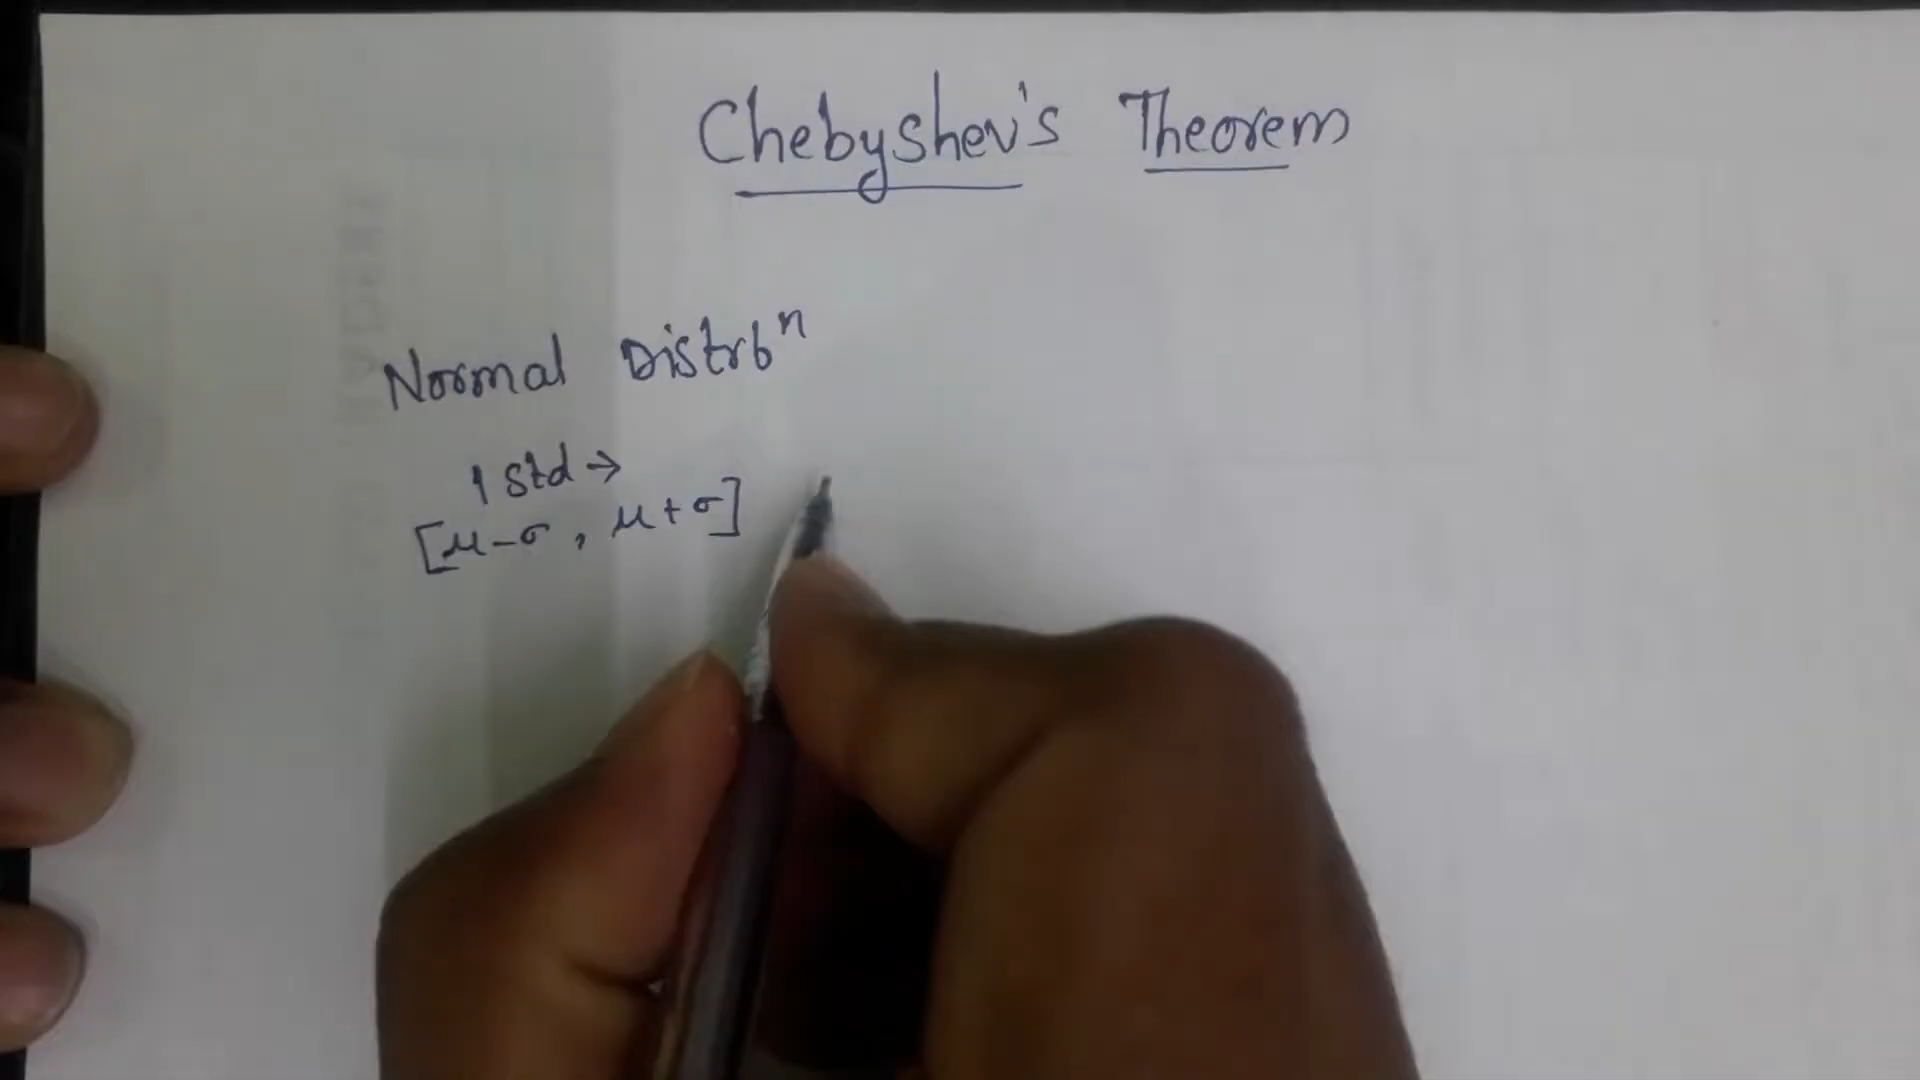 Chebyshev's Theorem
Normal Distrbⁿ
1 Std →
[μ-σ, μ+σ]